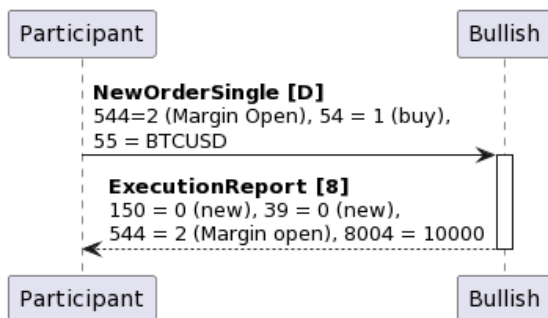 Participant
Bullish
NewOrderSingle [D]
544=2 (Margin Open), 54 = 1 (buy),
55 = BTCUSD
ExecutionReport [8]
150 = 0 (new), 39 = 0 (new),
544 = 2 (Margin open), 8004 = 10000
Participant
Bullish